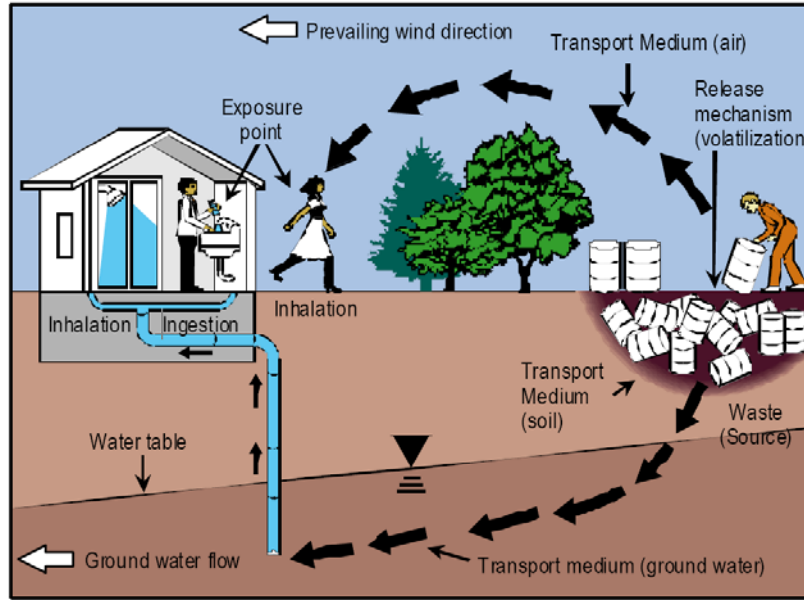 Prevailing wind direction
Transport Medium (air)
Release
mechanism
(volatilization
Exposure
point
Inhalation
Ingestion
Inhalation
Transport
Medium
(soil)
Waste
(Source)
Water table
Ground water flow
Transport medium (ground water)